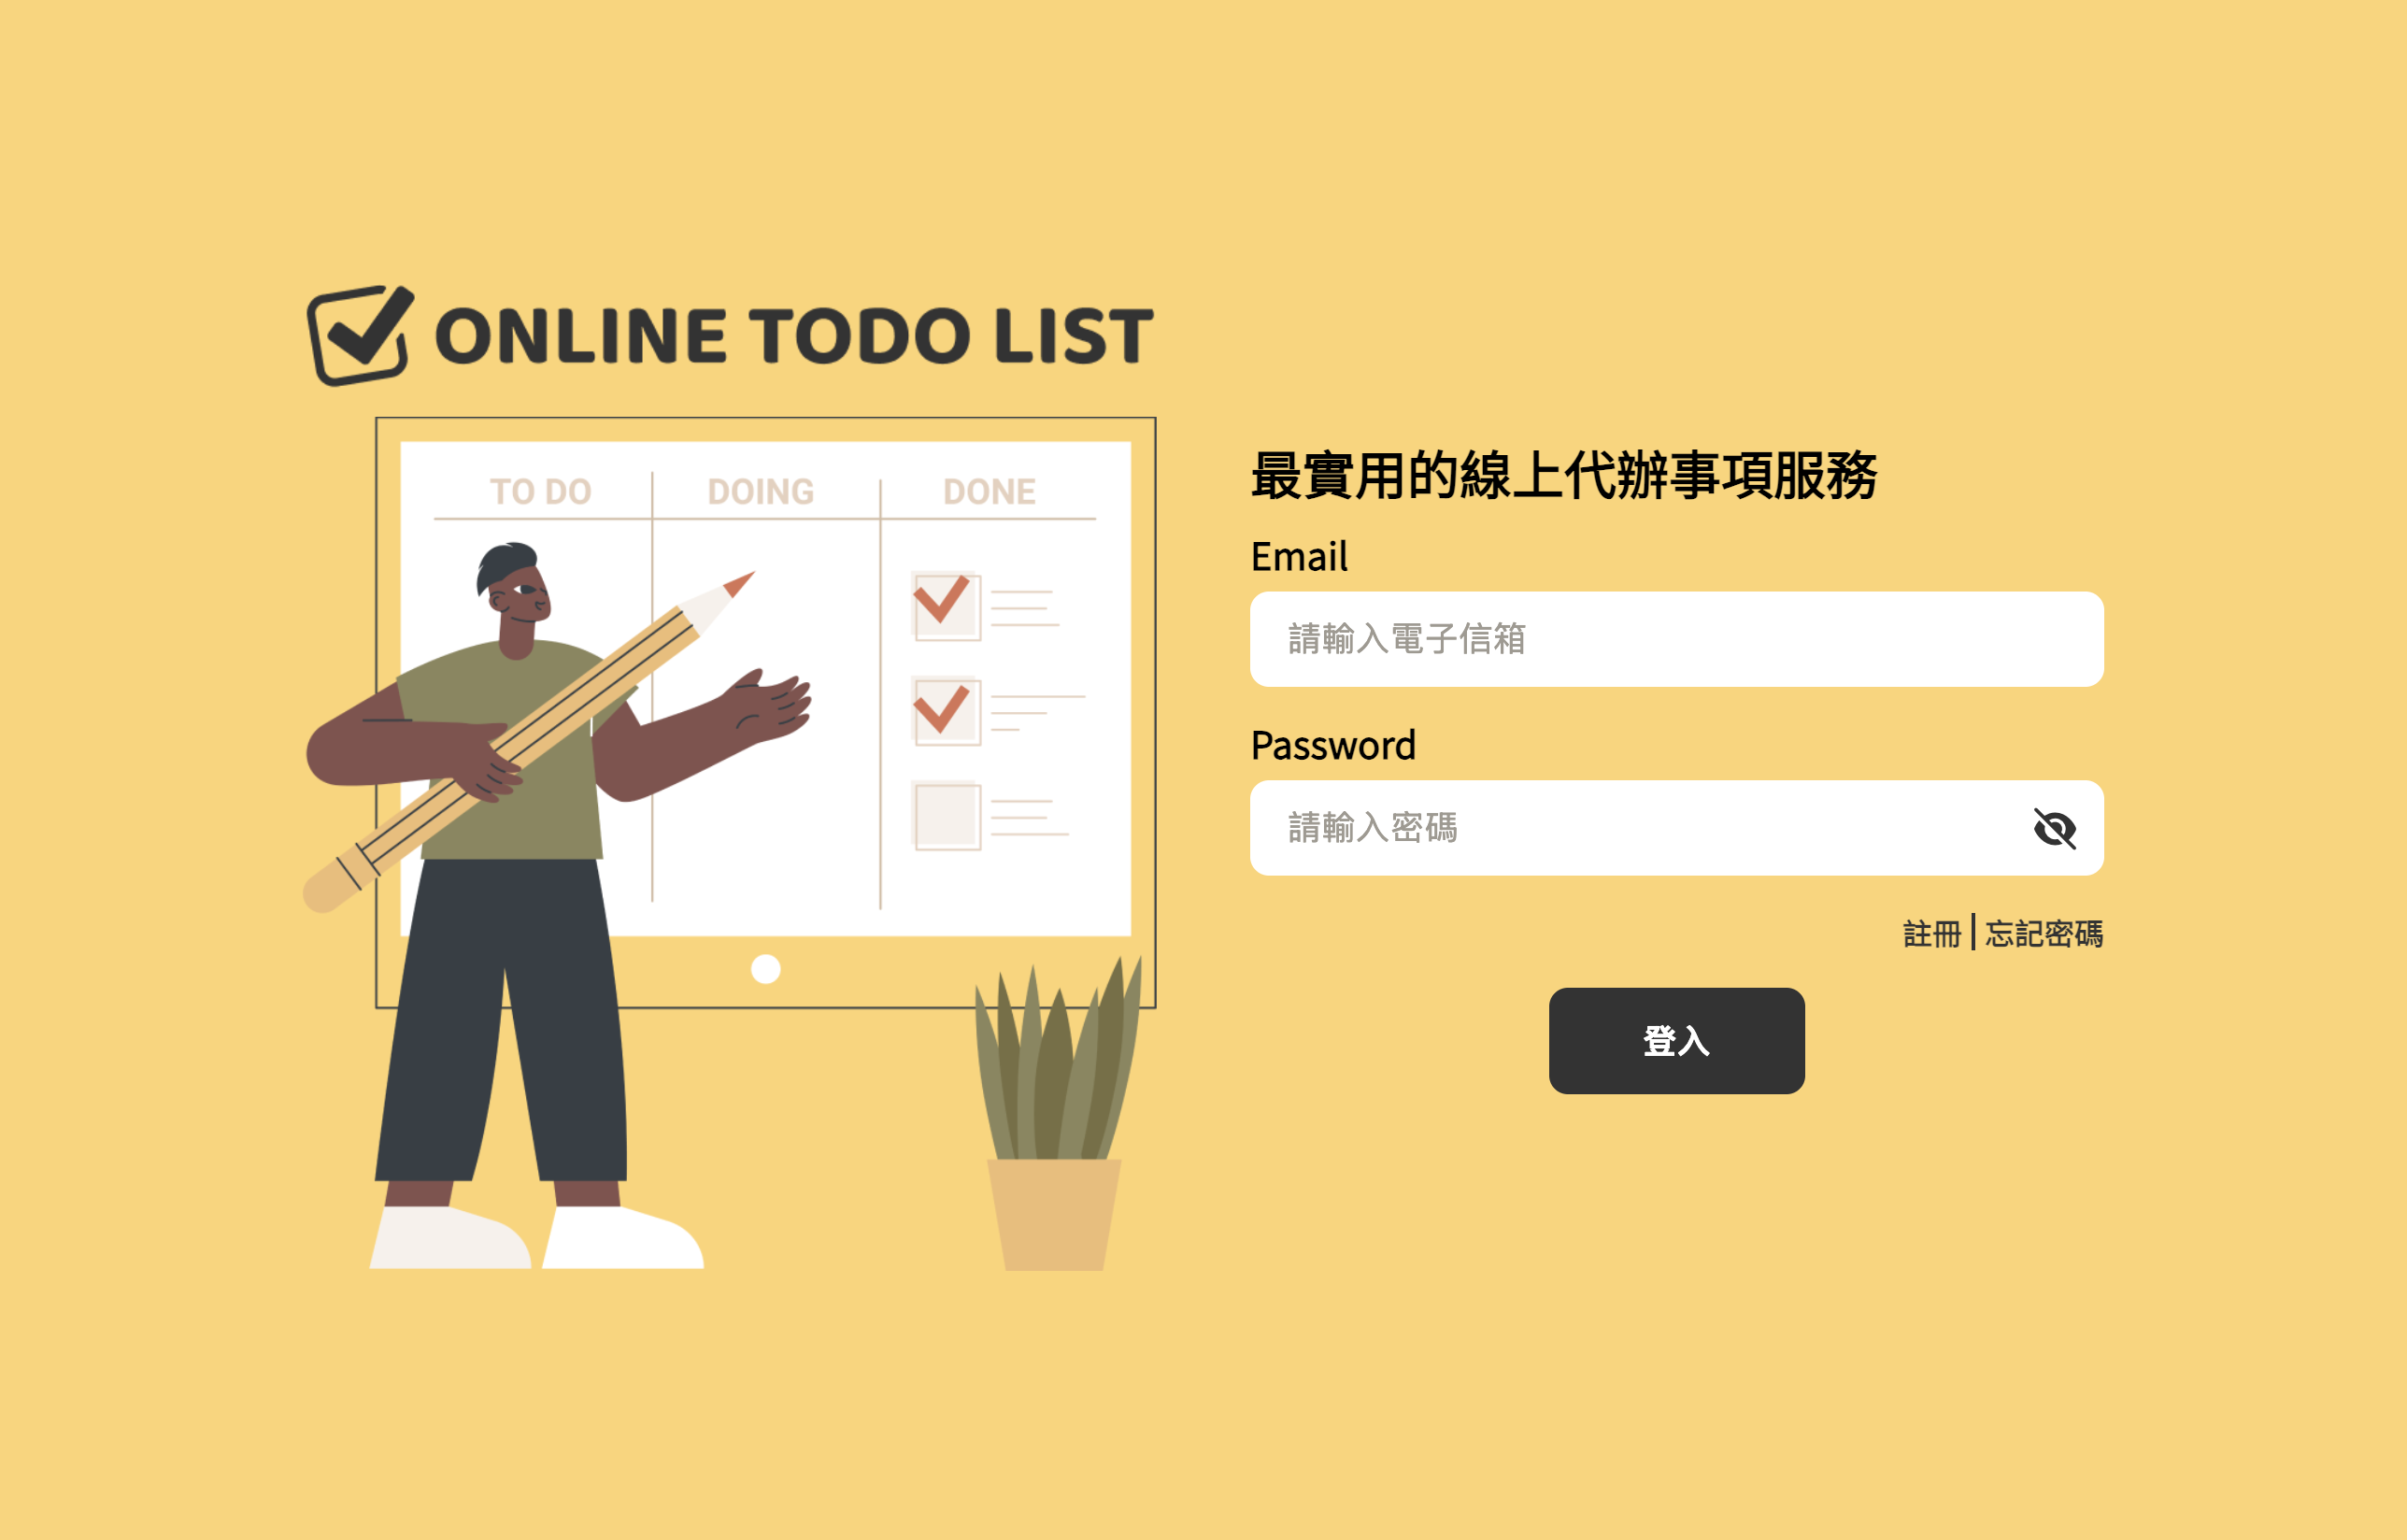 ONLINE TODO LIST
TO DO
DOING
DONE
最實用的線上代辦事項服務
Email
請輸入電子信箱
Password
請輸入密碼
註冊 | 忘記密碼
登入